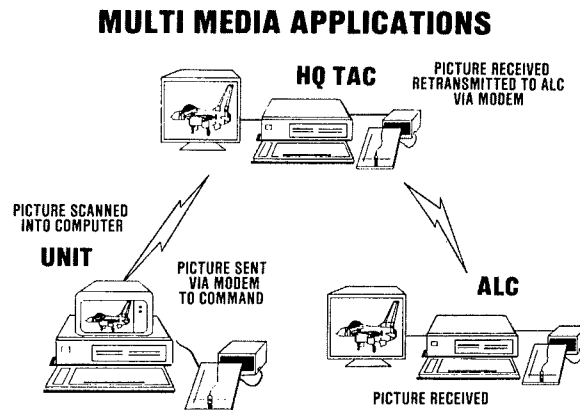 MULTI MEDIA APPLICATIONS
HQ TAC
PICTURE RECEIVED
RETRANSMITTED TO ALC
VIA MODEM
PICTURE SCANNED
INTO COMPUTER
UNIT
PICTURE SENT
VIA MODEM
TO COMMAND
ALC
PICTURE RECEIVED